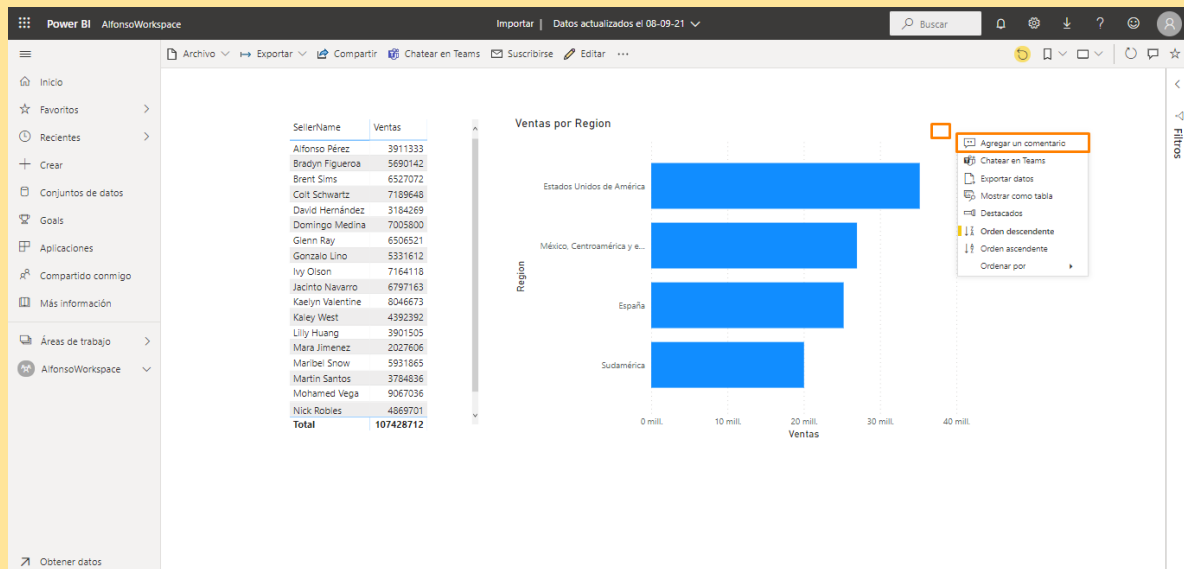 Power BI AlfonsoWorkspace
Importar | Datos actualizados el 08-09-21
Buscar
Archivo Exportar Compartir Chatear en Teams Suscribirse Editar ...
Inicio
Favoritos
Recientes
Crear
Conjuntos de datos
Goals
Aplicaciones
Compartido conmigo
Más información
Áreas de trabajo
AlfonsoWorkspace
Obtener datos
SellerName Ventas
Alfonso Pérez 3911333
Bradyn Figueroa 5690142
Brent Sims 6527072
Colt Schwartz 7189648
David Hernández 3184269
Domingo Medina 7005800
Glenn Ray 6506521
Gonzalo Lino 5331612
Ivy Olson 7164118
Jacinto Navarro 6797163
Kaelyn Valentine 8046673
Kaley West 4392392
Lilly Huang 3901505
Mara Jimenez 2027606
Maribel Snow 5931865
Martin Santos 3784836
Mohamed Vega 9067036
Nick Robles 4869701
Total 107428712
Ventas por Region
Region
Estados Unidos de América
México, Centroamérica y e...
España
Sudamérica
0 mill. 10 mill. 20 mill. 30 mill. 40 mill.
Ventas
Agregar un comentario
Chatear en Teams
Exportar datos
Mostrar como tabla
Destacados
Orden descendente
Orden ascendente
Ordenar por
Filtros